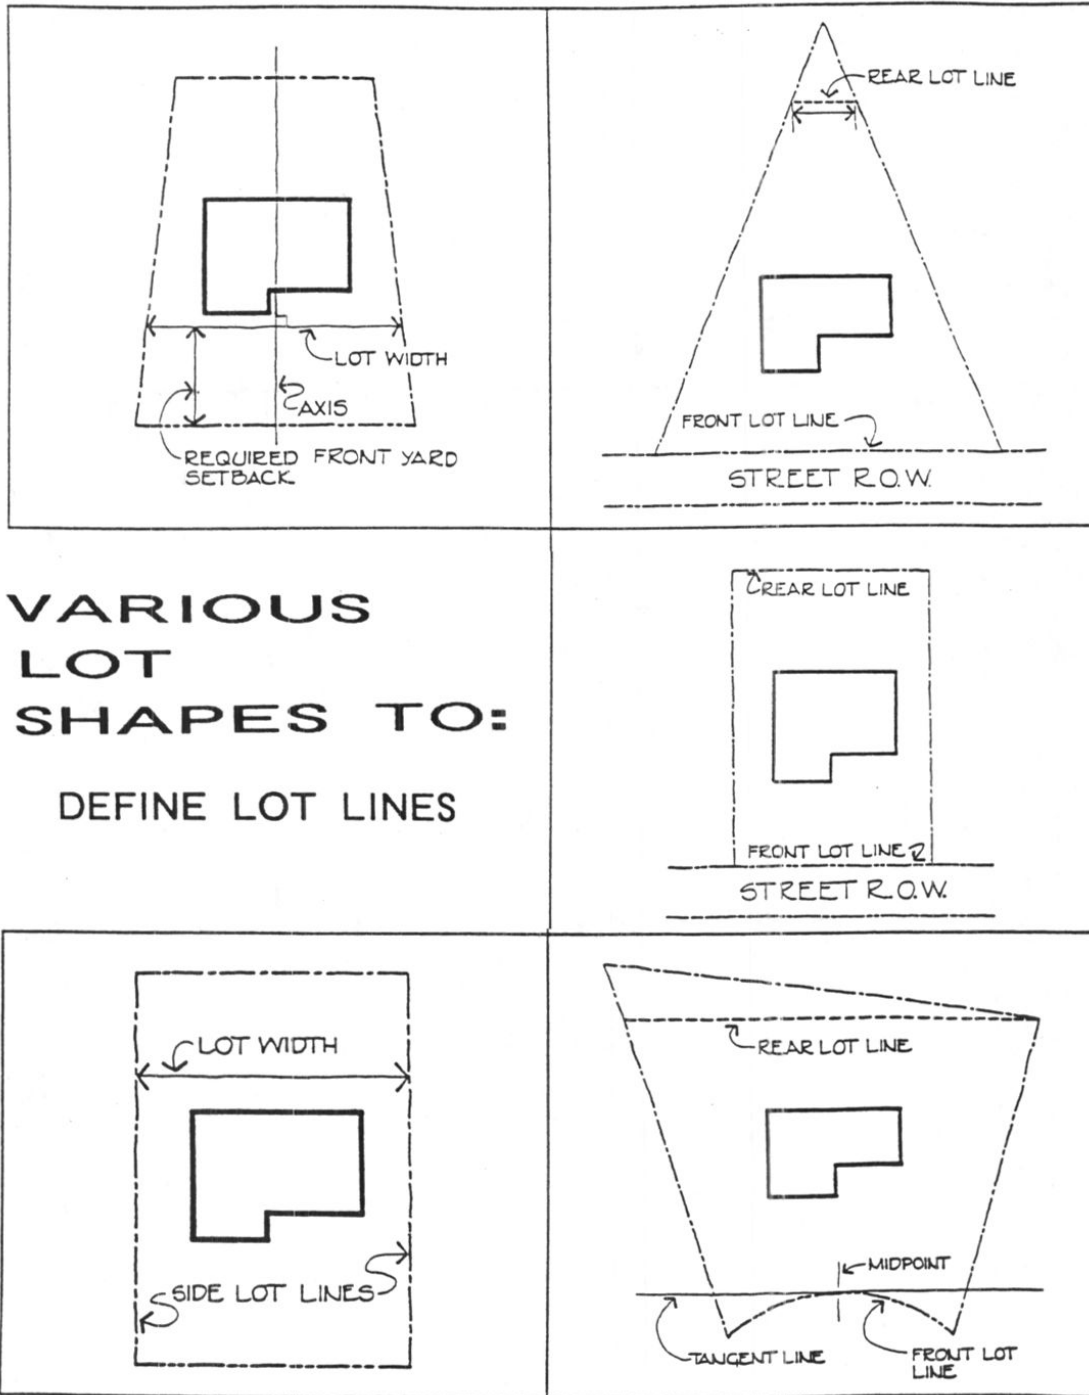 LOT WIDTH
AXIS
REQUIRED FRONT YARD
SETBACK
REAR LOT LINE
FRONT LOT LINE
STREET R.O.W.
VARIOUS
LOT
SHAPES TO:
DEFINE LOT LINES
REAR LOT LINE
FRONT LOT LINE
STREET R.O.W.
LOT WIDTH
SIDE LOT LINES
REAR LOT LINE
MIDPOINT
TANGENT LINE
FRONT LOT
LINE